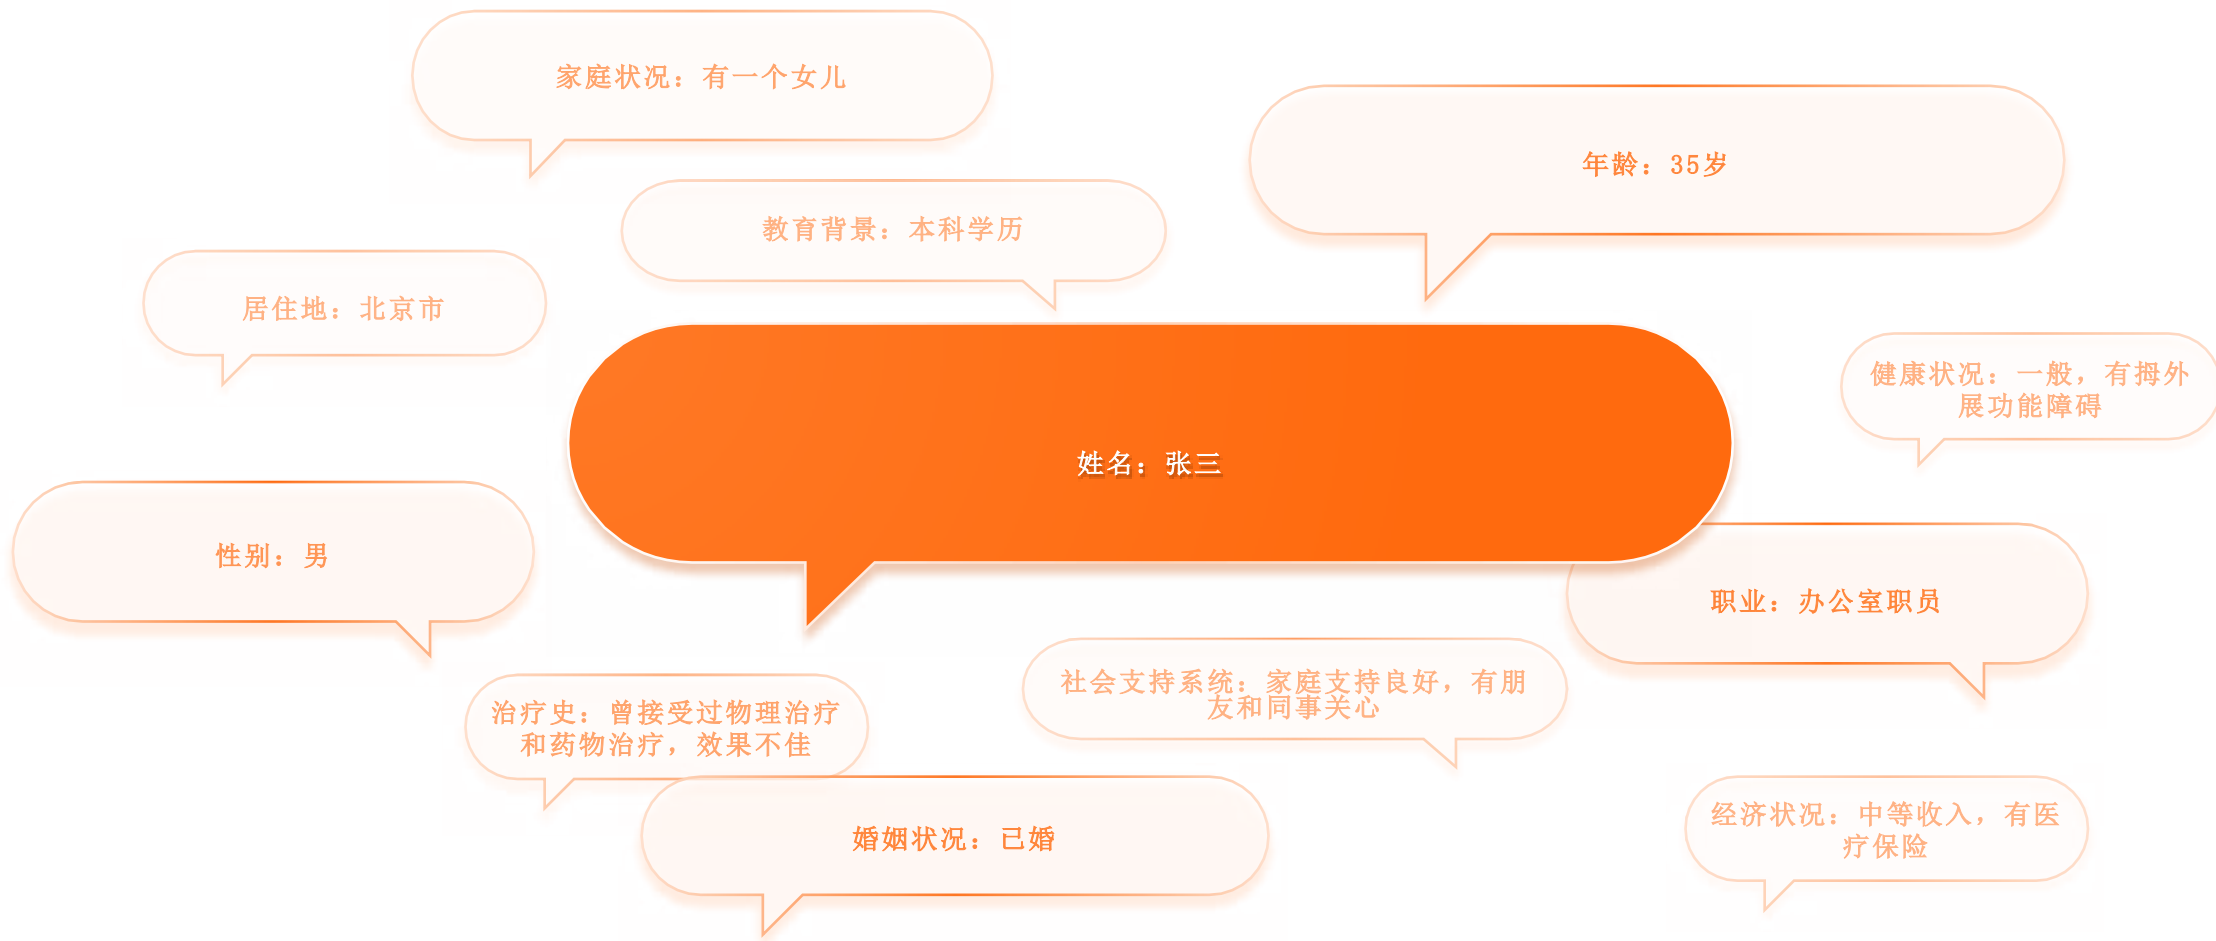 家庭状况：有一个女儿
年龄：35岁
教育背景：本科学历
居住地：北京市
健康状况：一般，有拇外
展功能障碍
姓名：张三
性别：男
职业：办公室职员
社会支持系统：家庭支持良好，有朋
友和同事关心
治疗史：曾接受过物理治疗
和药物治疗，效果不佳
经济状况：中等收入，有医
疗保险
婚姻状况：已婚